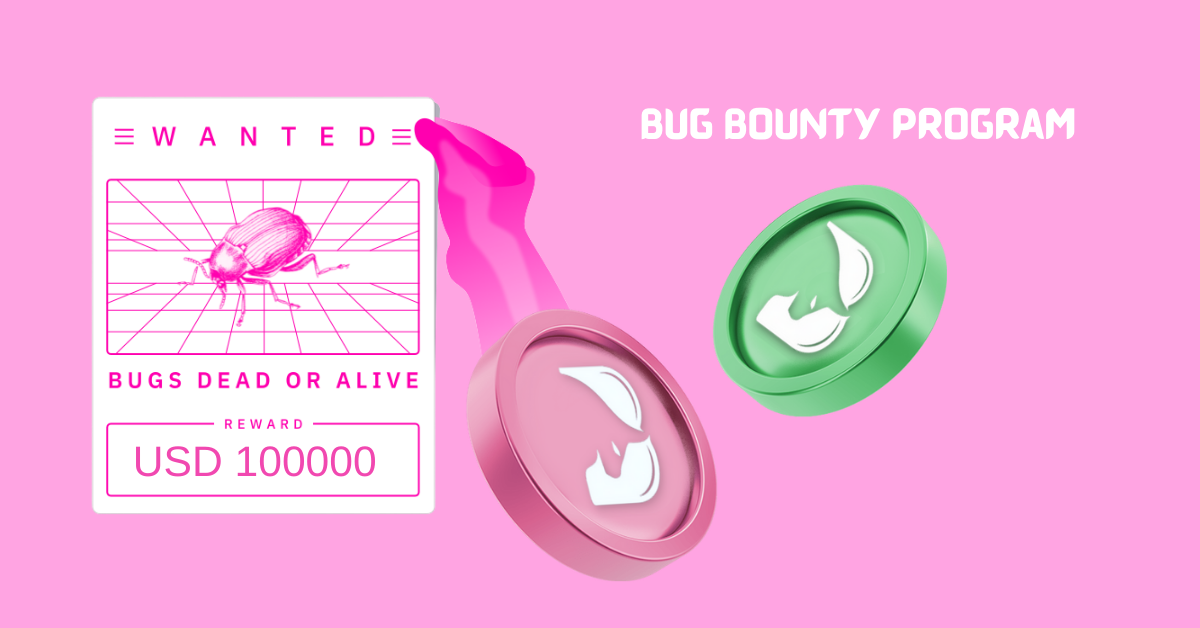 WANTED
BUGS DEAD OR ALIVE
REWARD
USD 100000
BUG BOUNTY PROGRAM